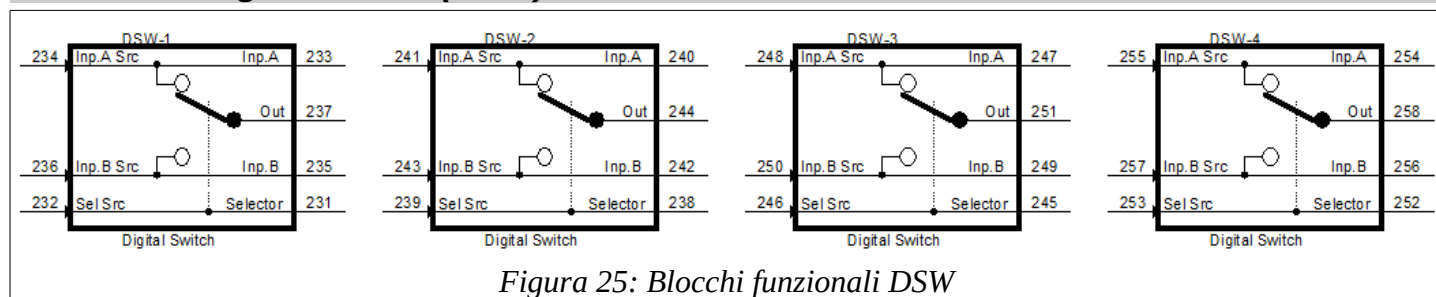 DSW-1 DSW-2 DSW-3 DSW-4
234 Inp.A Src Inp.A 233 241 Inp.A Src Inp.A 240 248 Inp.A Src Inp.A 247 255 Inp.A Src Inp.A 254
Out 237 Out 244 Out 251 Out 258
236 Inp.B Src Inp.B 235 243 Inp.B Src Inp.B 242 250 Inp.B Src Inp.B 249 257 Inp.B Src Inp.B 256
232 Sel Src Selector 231 239 Sel Src Selector 238 246 Sel Src Selector 245 253 Sel Src Selector 252
Digital Switch Digital Switch Digital Switch Digital Switch
Figura 25: Blocchi funzionali DSW